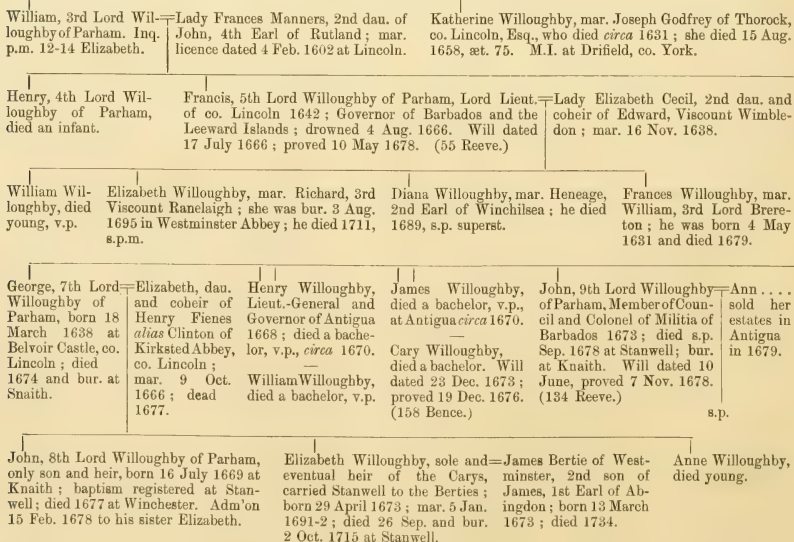 William, 3rd Lord Wil-
loughby of Parham. Inq.
p.m. 12-14 Elizabeth.
Lady Frances Manners, 2nd dau. of
John, 4th Earl of Rutland ; mar.
licence dated 4 Feb. 1602 at Lincoln.
Katherine Willoughby, mar. Joseph Godfrey of Thorock,
co. Lincoln, Esq., who died circa 1631 ; she died 15 Aug.
1658, æt. 75. M.I. at Drifield, co. York.
Henry, 4th Lord Wil-
loughby of Parham,
died an infant.
Francis, 5th Lord Willoughby of Parham, Lord Lieut.
of co. Lincoln 1642 ; Governor of Barbados and the
Leeward Islands ; drowned 4 Aug. 1666. Will dated
17 July 1666 ; proved 10 May 1678. (55 Reeve.)
Lady Elizabeth Cecil, 2nd dau. and
coheir of Edward, Viscount Wimble-
don ; mar. 16 Nov. 1638.
William Wil-
loughby, died
young, v.p.
Elizabeth Willoughby, mar. Richard, 3rd
Viscount Ranelaigh ; she was bur. 3 Aug.
1695 in Westminster Abbey ; he died 1711,
s.p.m.
Diana Willoughby, mar. Heneage,
2nd Earl of Winchilsea ; he died
1689, s.p. superst.
Frances Willoughby, mar.
William, 3rd Lord Brere-
ton ; he was born 4 May
1631 and died 1679.
George, 7th Lord
Willoughby of
Parham, born 18
March 1638 at
Belvoir Castle, co.
Lincoln ; died
1674 and bur. at
Snaith.
Elizabeth, dau.
and coheir of
Henry Fienes
alias Clinton of
Kirksted Abbey,
co. Lincoln ;
mar. 9 Oct.
1666 ; dead
1677.
Henry Willoughby,
Lieut.-General and
Governor of Antigua
1668 ; died a bache-
lor, v.p., circa 1670.
—
William Willoughby,
died a bachelor, v.p.
James Willoughby,
died a bachelor, v.p.,
at Antigua circa 1670.
—
Cary Willoughby,
died a bachelor. Will
dated 23 Dec. 1673 ;
proved 19 Dec. 1676.
(158 Bence.)
John, 9th Lord Willoughby
of Parham, Member of Coun-
cil and Colonel of Militia of
Barbados 1673 ; died s.p.
Sep. 1678 at Stanwell ; bur.
at Knaith. Will dated 10
June, proved 7 Nov. 1678.
(134 Reeve.)
Ann . . . .
sold her
estates in
Antigua
in 1679.
s.p.
John, 8th Lord Willoughby of Parham,
only son and heir, born 16 July 1669 at
Knaith ; baptism registered at Stan-
well ; died 1677 at Winchester. Adm'on
15 Feb. 1678 to his sister Elizabeth.
Elizabeth Willoughby, sole and
eventual heir of the Carys,
carried Stanwell to the Berties ;
born 29 April 1673 ; mar. 5 Jan.
1691-2 ; died 26 Sep. and bur.
2 Oct. 1715 at Stanwell.
James Bertie of West-
minster, 2nd son of
James, 1st Earl of Ab-
ingdon ; born 13 March
1673 ; died 1734.
Anne Willoughby,
died young.